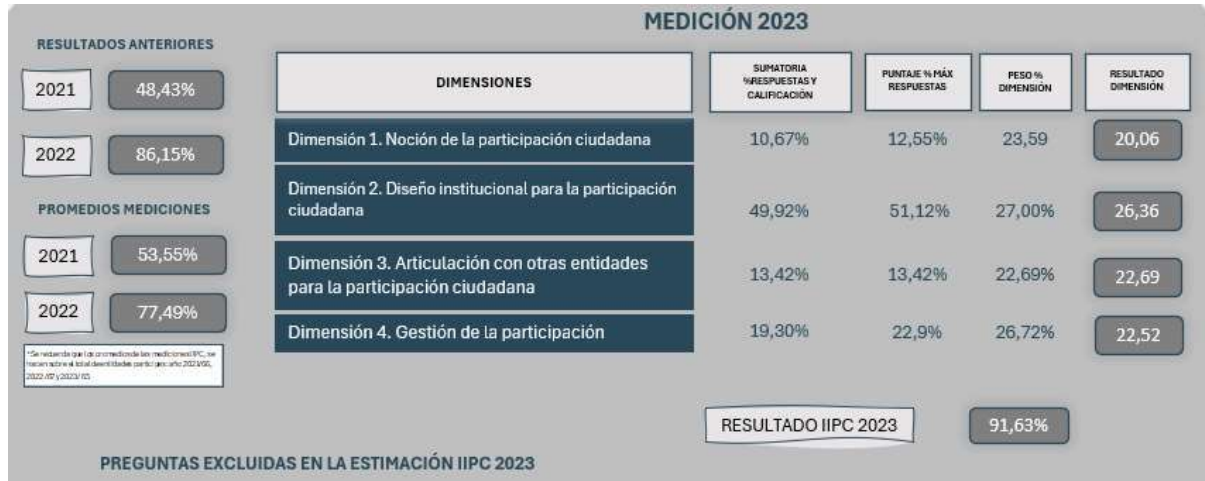 MEDICIÓN 2023
RESULTADOS ANTERIORES
2021
48,43%
2022
86,15%
PROMEDIOS MEDICIONES
2021
53,55%
2022
77,49%
DIMENSIONES
SUMATORIA
%RESPUESTAS Y
CALIFICACIÓN
PUNTAJE % MÁX
RESPUESTAS
PESO %
DIMENSIÓN
RESULTADO
DIMENSIÓN
Dimensión 1. Noción de la participación ciudadana
10,67%
12,55%
23,59
20,06
Dimensión 2. Diseño institucional para la participación
ciudadana
49,92%
51,12%
27,00%
26,36
Dimensión 3. Articulación con otras entidades
para la participación ciudadana
13,42%
13,42%
22,69%
22,69
Dimensión 4. Gestión de la participación
19,30%
22,9%
26,72%
22,52
RESULTADO IIPC 2023
91,63%
PREGUNTAS EXCLUIDAS EN LA ESTIMACIÓN IIPC 2023